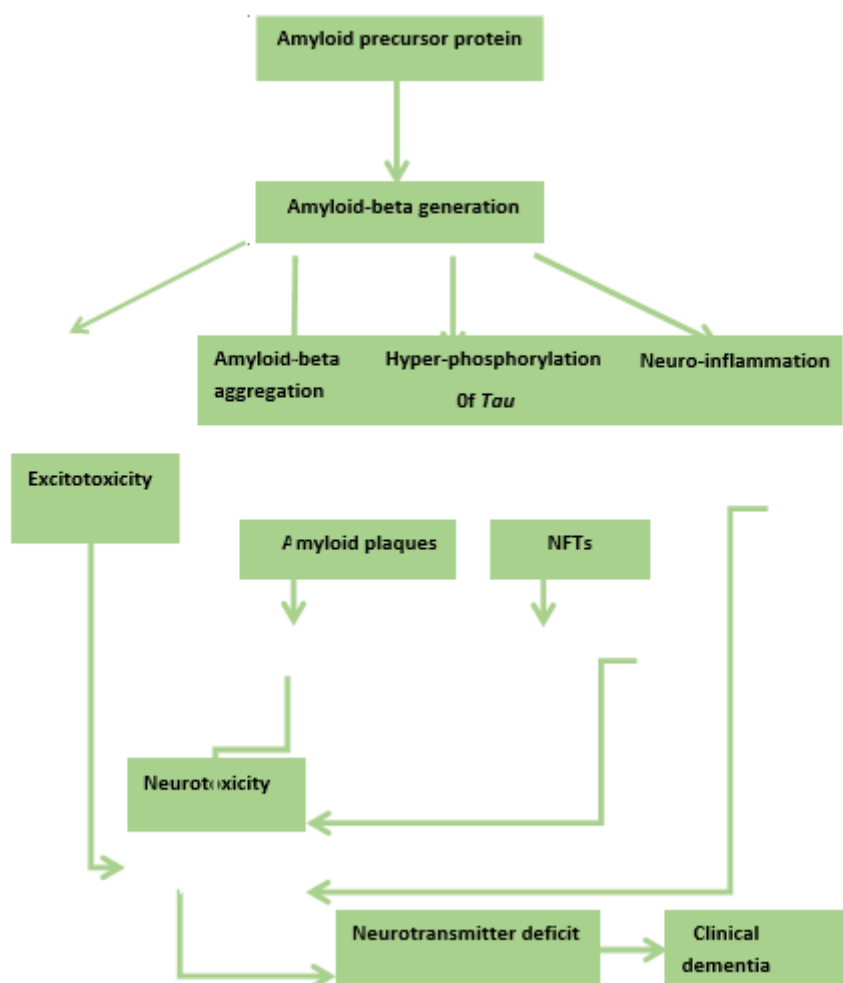 Amyloid precursor protein
Amyloid-beta generation
Amyloid-beta
aggregation
Hyper-phosphorylation
0f Tau
Neuro-inflammation
Excitotoxicity
Amyloid plaques
NFTs
Neurotoxicity
Neurotransmitter deficit
Clinical
dementia